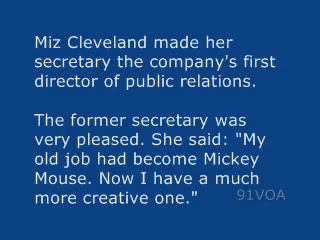 Miz Cleveland made her
secretary the company's first
director of public relations.
The former secretary was
very pleased. She said: "My
old job had become Mickey
Mouse. Now I have a much
more creative one."
91VOA